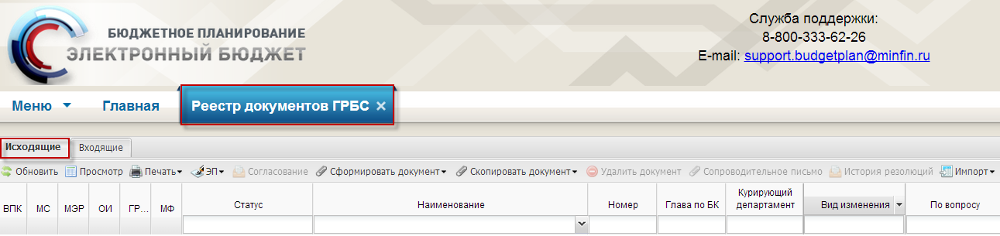 БЮДЖЕТНОЕ ПЛАНИРОВАНИЕ
ЭЛЕКТРОННЫЙ БЮДЖЕТ
Служба поддержки:
8-800-333-62-26
E-mail: support.budgetplan@minfin.ru
Меню Главная Реестр документов ГРБС
Исходящие Входящие
Обновить Просмотр Печать ЭП Согласование Сформировать документ Скопировать документ Удалить документ Сопроводительное письмо История резолюций Импорт
ВПК МС МЭР ОИ ГР... МФ Статус Наименование Номер Глава по БК Курирующий департамент Вид изменения По вопросу